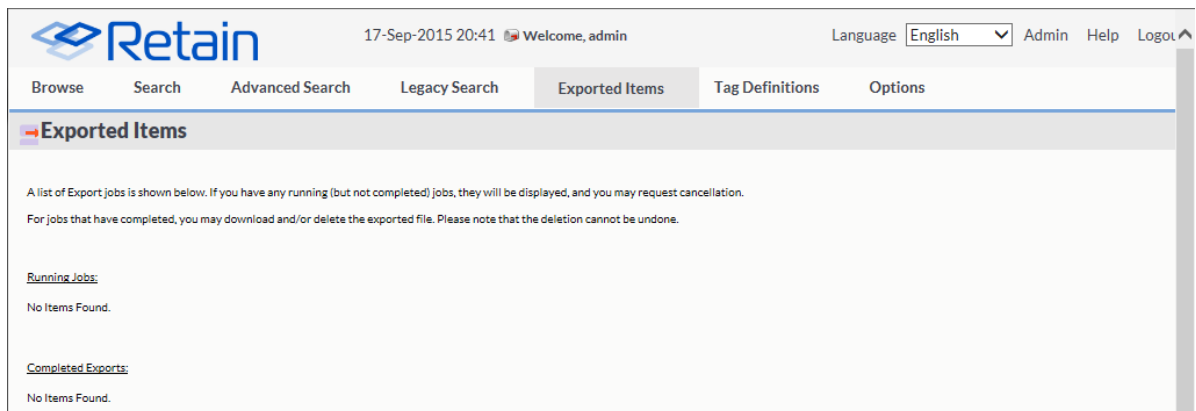 Retain
17-Sep-2015 20:41 Welcome, admin Language English Admin Help
Browse Search Advanced Search Legacy Search Exported Items Tag Definitions Options
Exported Items
A list of Export jobs is shown below. If you have any running (but not completed) jobs, they will be displayed, and you may request cancellation.
For jobs that have completed, you may download and/or delete the exported file. Please note that the deletion cannot be undone.
Running Jobs:
No Items Found.
Completed Exports:
No Items Found.